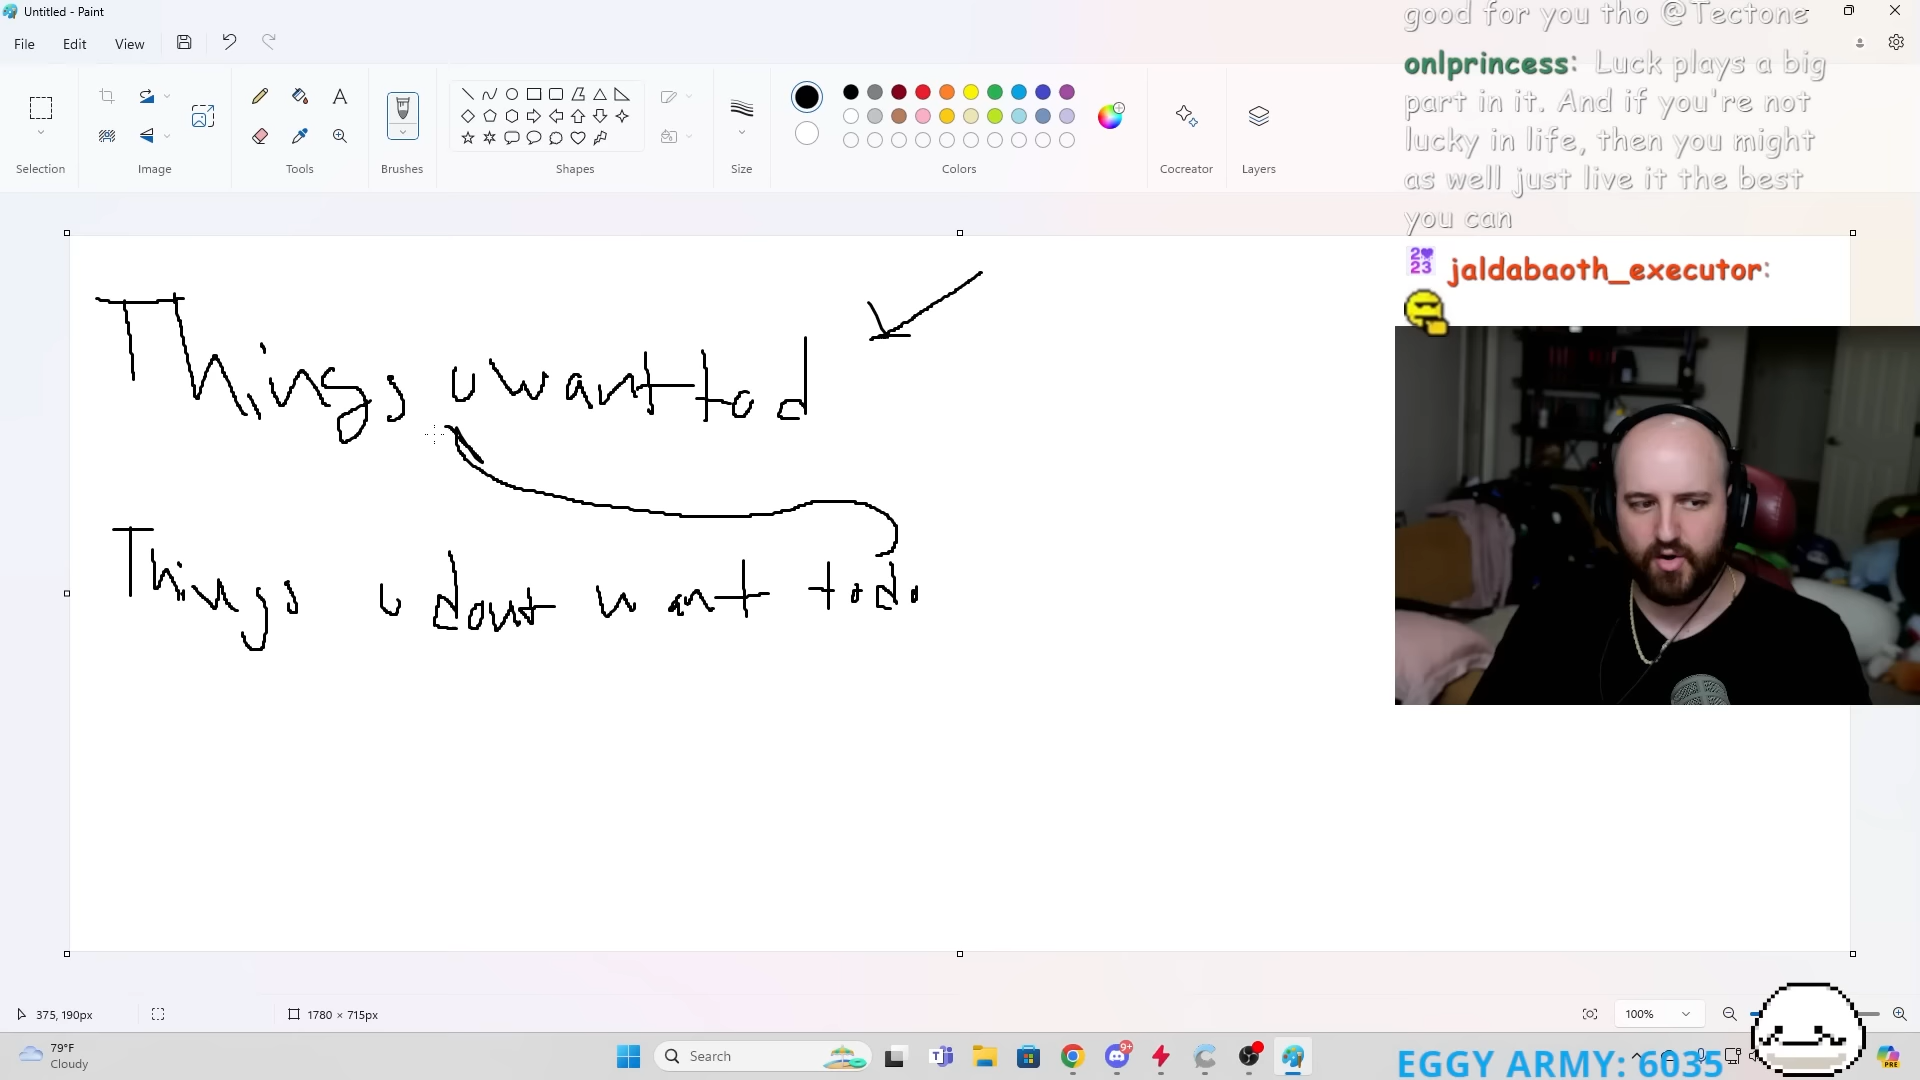 Untitled - Paint
File Edit View
Selection Image Tools Brushes Shapes Size Colors Cocreator Layers
good for you tho @Tectone
onlprincess: Luck plays a big
part in it. And if you're not
lucky in life, then you might
as well just live it the best
you can
jaldabaoth_executor:
Things u want to d
Things u dont want to do
375, 190px
1780 × 715px
100%
79°F
Cloudy
Search
9+
PRE
EGGY ARMY: 6035